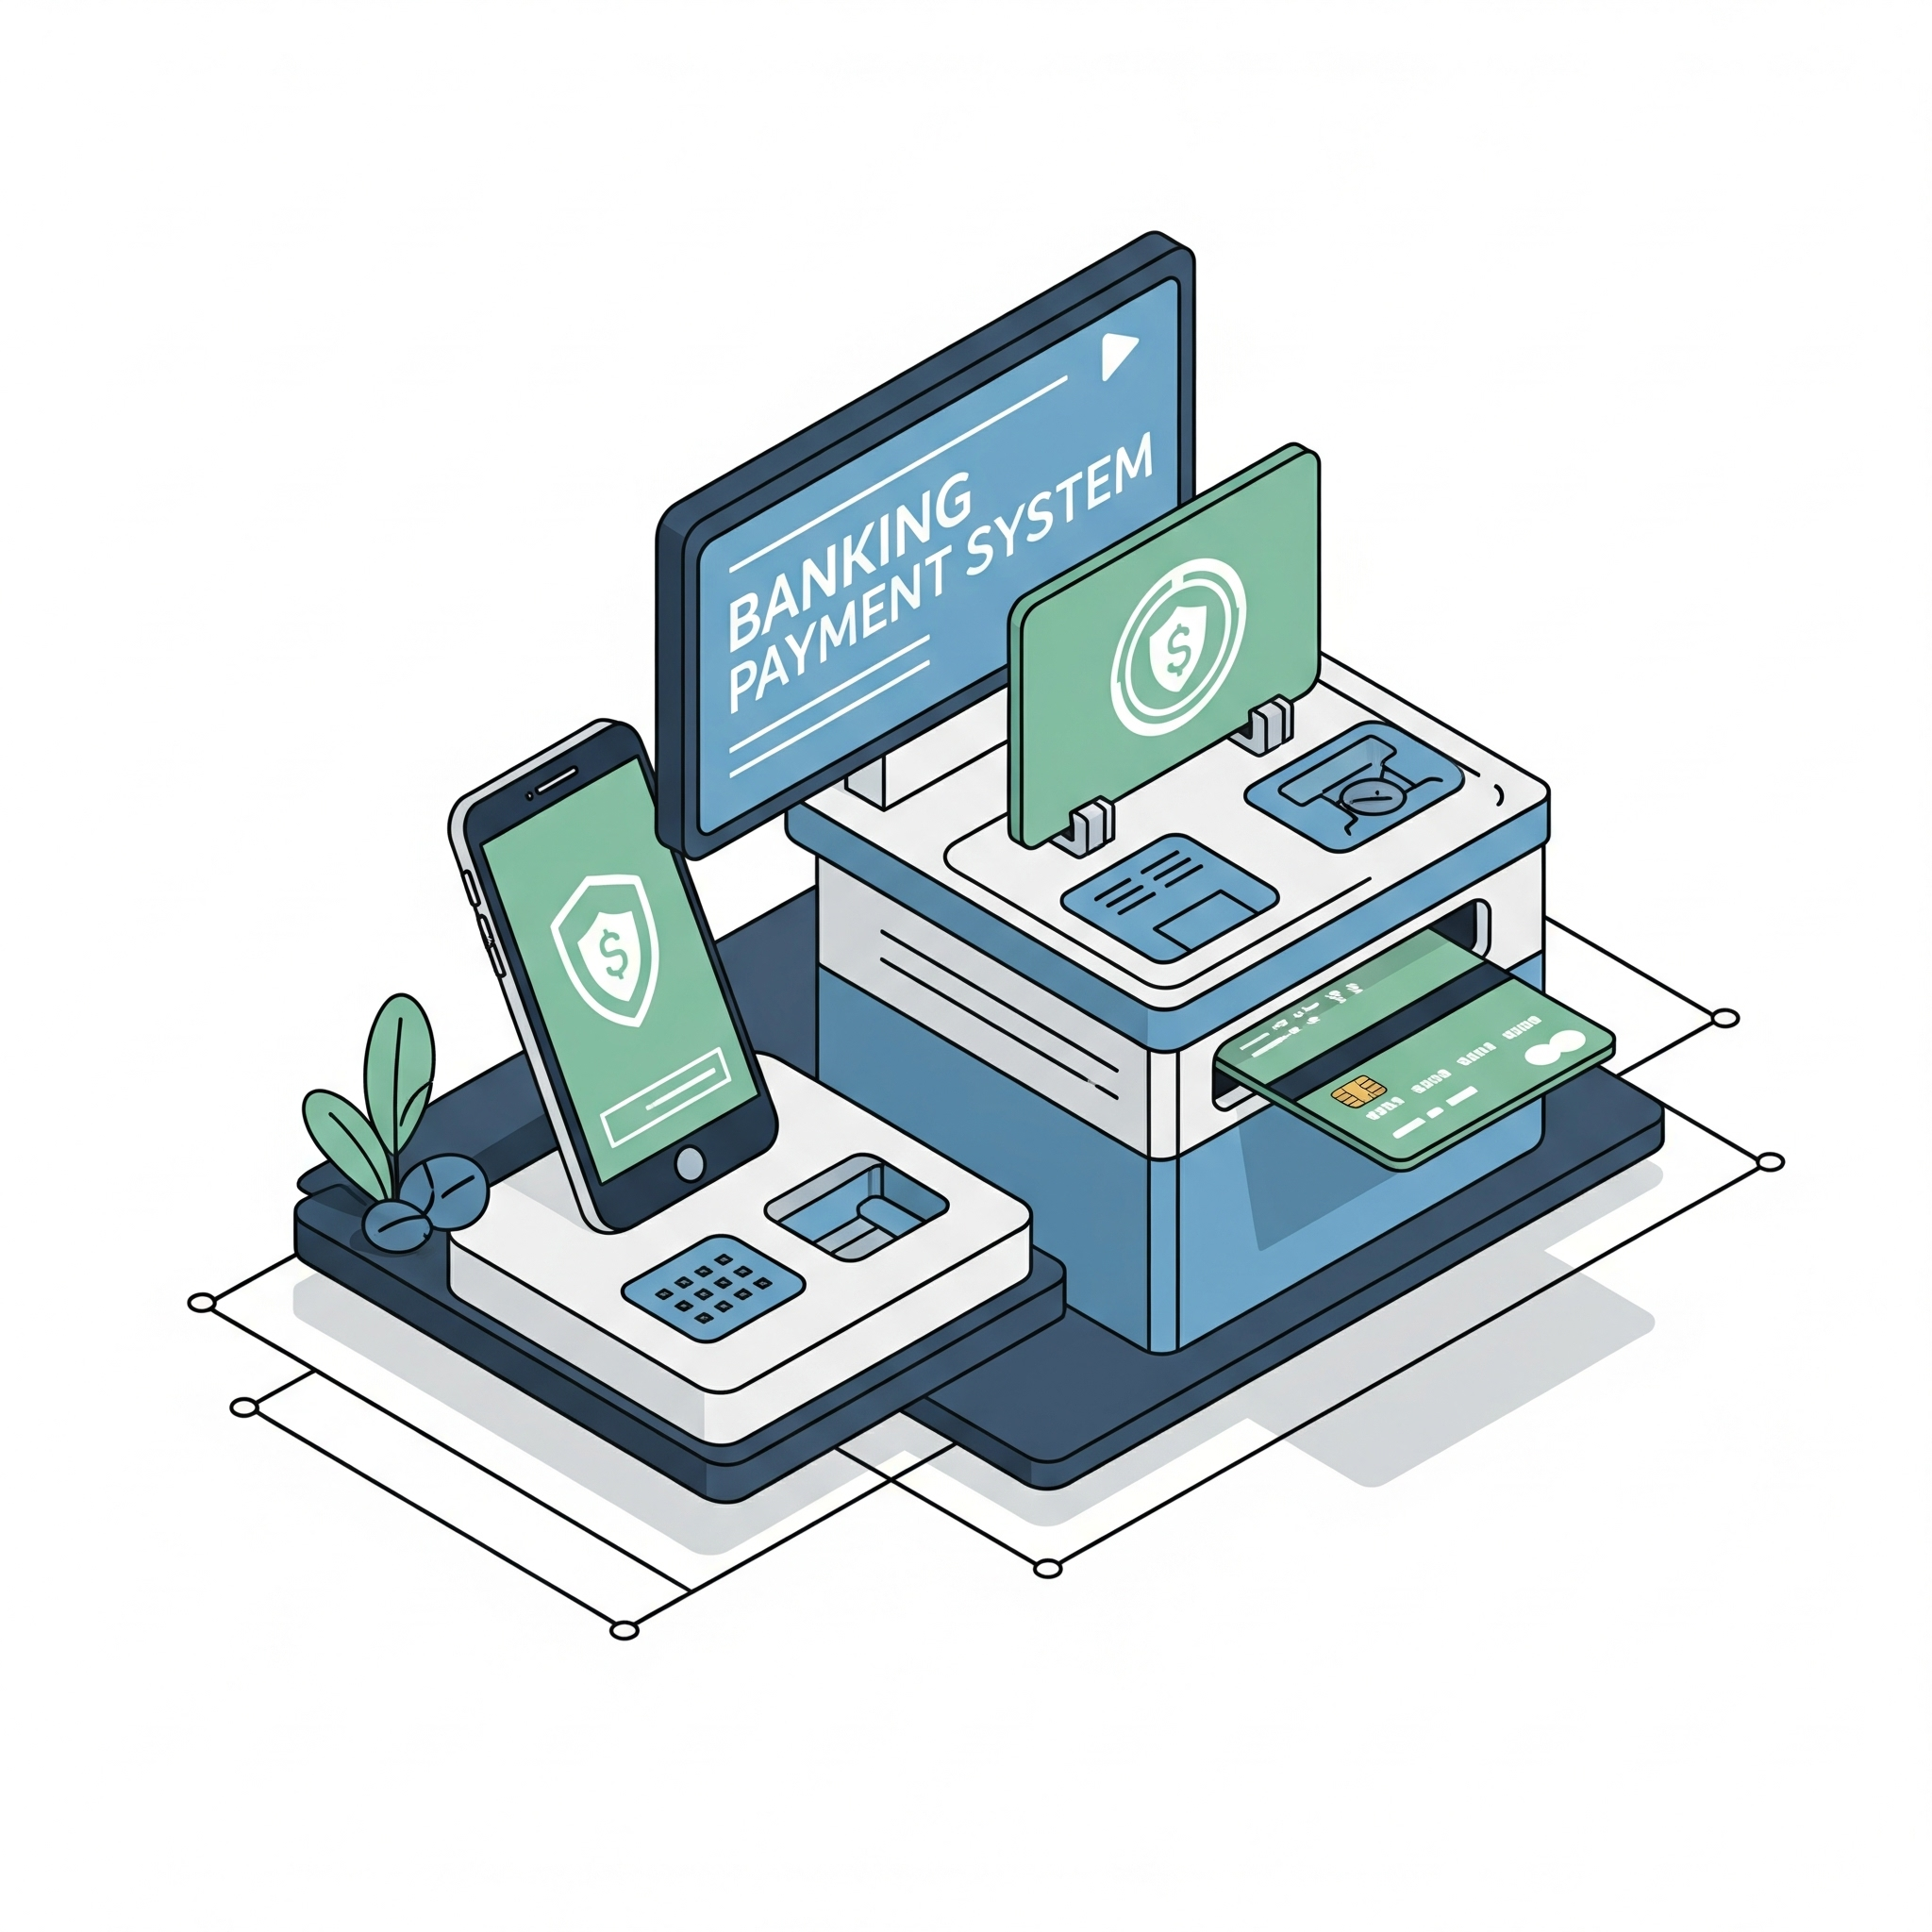 BANKING
PAYMENT SYSTEM
$
$